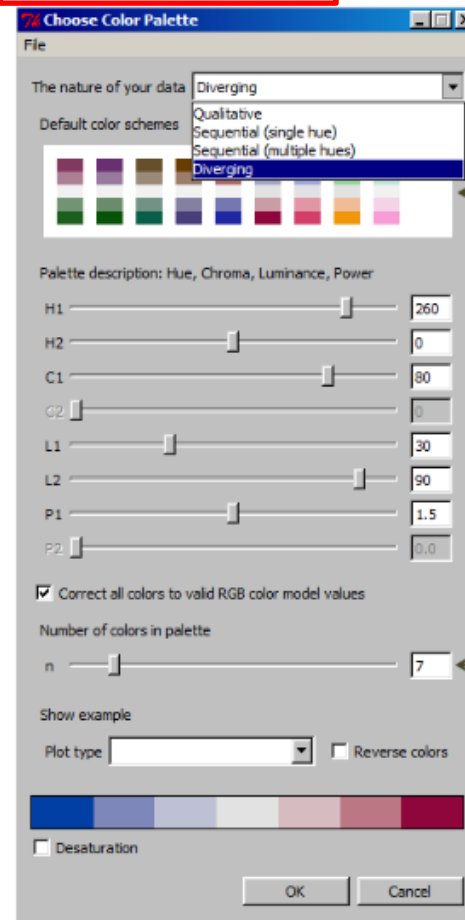 Choose Color Palette
File
The nature of your data Diverging
Qualitative
Default color schemes
Sequential (single hue)
Sequential (multiple hues)
Diverging
Palette description: Hue, Chroma, Luminance, Power
H1 260
H2 0
C1 80
C2 0
L1 30
L2 90
P1 1.5
P2 0.0
Correct all colors to valid RGB color model values
Number of colors in palette
n 7
Show example
Plot type Reverse colors
Desaturation
OK Cancel